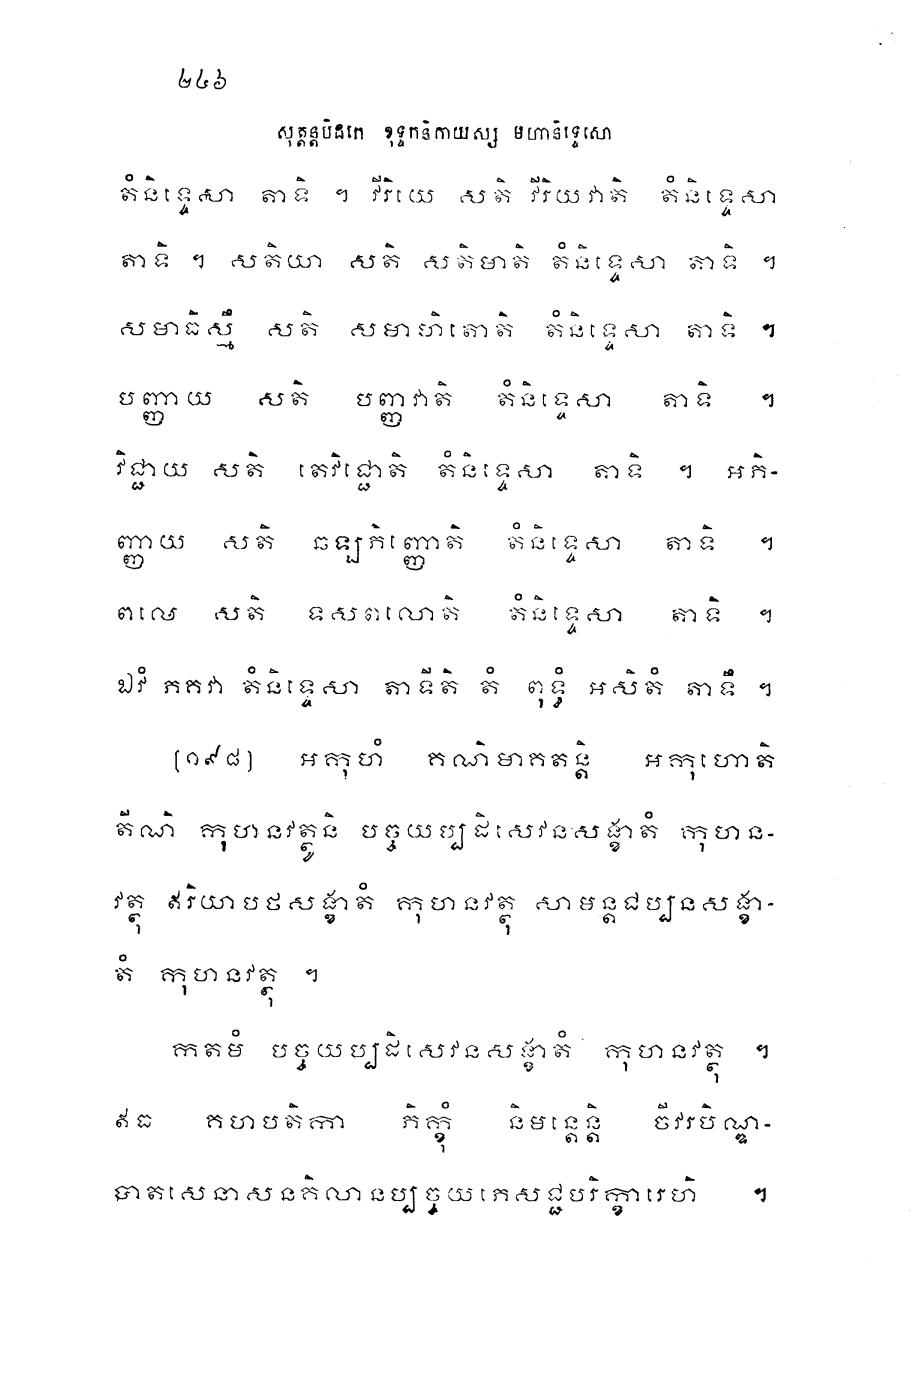 ២៤៦
សុត្តន្តបិដកេ ខុទ្ទកនិកាយស្ស មហានិទ្ទេសោ
តំនិទ្ទេសា តាទិ ។ វីរិយេ សតិ វីរិយវាតិ តំនិទ្ទេសា
តាទិ ។ សតិយា សតិ សតិមាតិ តំនិទ្ទេសា តាទិ ។
សមាធិស្មឹ សតិ សមាហិតោតិ តំនិទ្ទេសា តាទិ ។
បញ្ញាយ សតិ បញ្ញវាតិ តំនិទ្ទេសា តាទិ ។
វិជ្ជាយ សតិ តេវិជ្ជោតិ តំនិទ្ទេសា តាទិ ។ អភិ-
ញ្ញាយ សតិ ឆឡភិញ្ញោតិ តំនិទ្ទេសា តាទិ ។
ពលេ សតិ ទសពលោតិ តំនិទ្ទេសា តាទិ ។
ឯវំ ភគវា តំនិទ្ទេសា តាទីតិ តំ ពុទ្ធំ អសិតំ តាទឹ ។
[១៩៨] អកុហំ គណិមាគតន្តិ អកុហោតិ
តីណិ កុហនវត្ថូនិ បច្ចយប្បដិសេវនសង្ខាតំ កុហន-
វត្ថុ ឥរិយាបថសង្ខាតំ កុហនវត្ថុ សាមន្តជប្បនសង្ខា-
តំ កុហនវត្ថុ ។
កតមំ បច្ចយប្បដិសេវនសង្ខាតំ កុហនវត្ថុ ។
ឥធ គហបតិកា ភិក្ខុំ និមន្តេន្តិ ចីវរបិណ្ឌ-
បាតសេនាសនគិលានប្បច្ចយភេសជ្ជបរិក្ខារេហិ ។